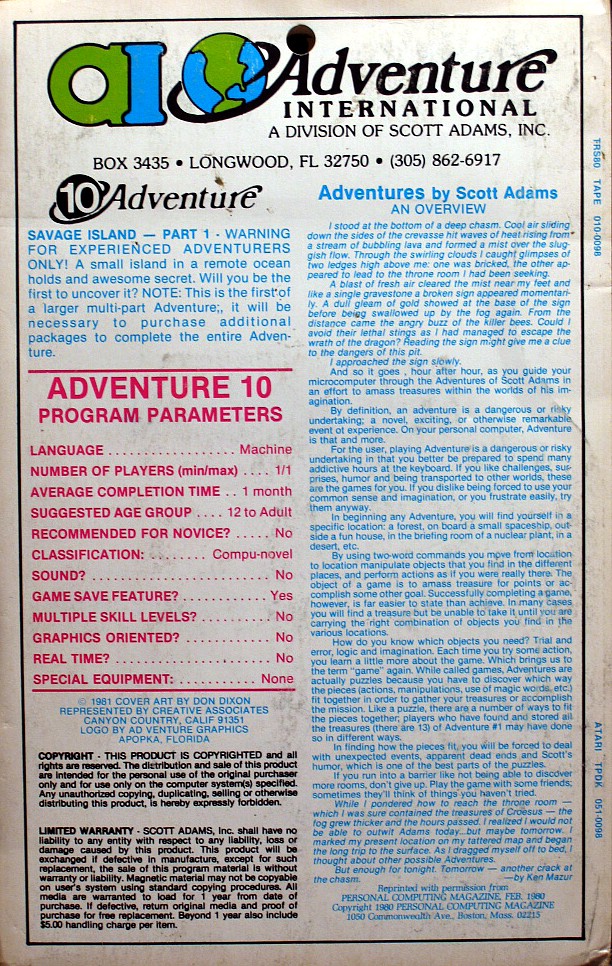 ai Adventure
INTERNATIONAL
A DIVISION OF SCOTT ADAMS, INC.
BOX 3435 • LONGWOOD, FL 32750 • (305) 862-6917
10 Adventure
SAVAGE ISLAND — PART 1 - WARNING
FOR EXPERIENCED ADVENTURERS
ONLY! A small island in a remote ocean
holds and awesome secret. Will you be the
first to uncover it? NOTE: This is the first of
a larger multi-part Adventure;, it will be
necessary to purchase additional
packages to complete the entire Adven-
ture.
ADVENTURE 10
PROGRAM PARAMETERS
LANGUAGE . . . . . . . . . . . . . . . . . Machine
NUMBER OF PLAYERS (min/max) . . . . 1/1
AVERAGE COMPLETION TIME . . 1 month
SUGGESTED AGE GROUP . . . . 12 to Adult
RECOMMENDED FOR NOVICE? . . . . . No
CLASSIFICATION: . . . . . . . . . Compu-novel
SOUND? . . . . . . . . . . . . . . . . . . . . . . . . No
GAME SAVE FEATURE? . . . . . . . . . . . Yes
MULTIPLE SKILL LEVELS? . . . . . . . . . No
GRAPHICS ORIENTED? . . . . . . . . . . . . No
REAL TIME? . . . . . . . . . . . . . . . . . . . . . No
SPECIAL EQUIPMENT: . . . . . . . . . . . None
© 1981 COVER ART BY DON DIXON
REPRESENTED BY CREATIVE ASSOCIATES
CANYON COUNTRY, CALIF 91351
LOGO BY AD VENTURE GRAPHICS
APOPKA, FLORIDA
COPYRIGHT - THIS PRODUCT IS COPYRIGHTED and all
rights are reserved. The distribution and sale of this product
are intended for the personal use of the original purchaser
only and for use only on the computer system(s) specified.
Any unauthorized copying, duplicating, selling or otherwise
distributing this product, is hereby expressly forbidden.
LIMITED WARRANTY - SCOTT ADAMS, Inc. shall have no
liability to any entity with respect to any liability, loss or
damage caused by this product. This product will be
exchanged if defective in manufacture, except for such
replacement, the sale of this program material is without
warranty or liability. Magnetic material may not be copyable
on user's system using standard copying procedures. All
media are warranted to load for 1 year from date of
purchase. If defective, return original media and proof of
purchase for free replacement. Beyond 1 year also include
$5.00 handling charge per item.
Adventures by Scott Adams
AN OVERVIEW
I stood at the bottom of a deep chasm. Cool air sliding
down the sides of the crevasse hit waves of heat rising from
a stream of bubbling lava and formed a mist over the slug-
gish flow. Through the swirling clouds I caught glimpses of
two ledges high above me: one was bricked, the other ap-
peared to lead to the throne room I had been seeking.
A blast of fresh air cleared the mist near my feet and
like a single gravestone a broken sign appeared momentari-
ly. A dull gleam of gold showed at the base of the sign
before being swallowed up by the fog again. From the
distance came the angry buzz of the killer bees. Could I
avoid their lethal stings as I had managed to escape the
wrath of the dragon? Reading the sign might give me a clue
to the dangers of this pit.
I approached the sign slowly.
And so it goes , hour after hour, as you guide your
microcomputer through the Adventures of Scott Adams in
an effort to amass treasures within the worlds of his im-
agination.
By definition, an adventure is a dangerous or risky
undertaking; a novel, exciting, or otherwise remarkable
event ot experience. On your personal computer, Adventure
is that and more.
For the user, playing Adventure is a dangerous or risky
undertaking in that you better be prepared to spend many
addictive hours at the keyboard. If you like challenges, sur-
prises, humor and being transported to other worlds, these
are the games for you. If you dislike being forced to use your
common sense and imagination, or you frustrate easily, try
them anyway.
In beginning any Adventure, you will find yourself in a
specific location: a forest, on board a small spaceship, out-
side a fun house, in the briefing room of a nuclear plant, in a
desert, etc.
By using two-word commands you move from location
to location manipulate objects that you find in the different
places, and perform actions as if you were really there. The
object of a game is to amass treasure for points or ac-
complish some other goal. Successfully completing a game,
however, is far easier to state than achieve. In many cases
you will find a treasure but be unable to take it until you are
carrying the right combination of objects you find in the
various locations.
How do you know which objects you need? Trial and
error, logic and imagination. Each time you try some action,
you learn a little more about the game. Which brings us to
the term "game" again. While called games, Adventures are
actually puzzles because you have to discover which way
the pieces (actions, manipulations, use of magic words, etc.)
fit together in order to gather your treasures or accomplish
the mission. Like a puzzle, there are a number of ways to fit
the pieces together; players who have found and stored all
the treasures (there are 13) of Adventure #1 may have done
so in different ways.
In finding how the pieces fit, you will be forced to deal
with unexpected events, apparent dead ends and Scott's
humor, which is one of the best parts of the puzzles.
If you run into a barrier like not being able to discover
more rooms, don't give up. Play the game with some friends;
sometimes they'll think of things you haven't tried.
While I pondered how to reach the throne room —
which I was sure contained the treasures of Croesus — the
fog grew thicker and the hours passed. I realized I would not
be able to outwit Adams today...but maybe tomorrow. I
marked my present location on my tattered map and began
the long trip to the surface. As I dragged myself off to bed, I
thought about other possible Adventures.
But enough for tonight. Tomorrow — another crack at
the chasm. —by Ken Mazur
Reprinted with permission from
PERSONAL COMPUTING MAGAZINE, FEB. 1980
Copyright 1980 PERSONAL COMPUTING MAGAZINE
1050 Commonwealth Ave., Boston, Mass. 02215
TRS80 TAPE 010-0098
ATARI TPDK 051-0098